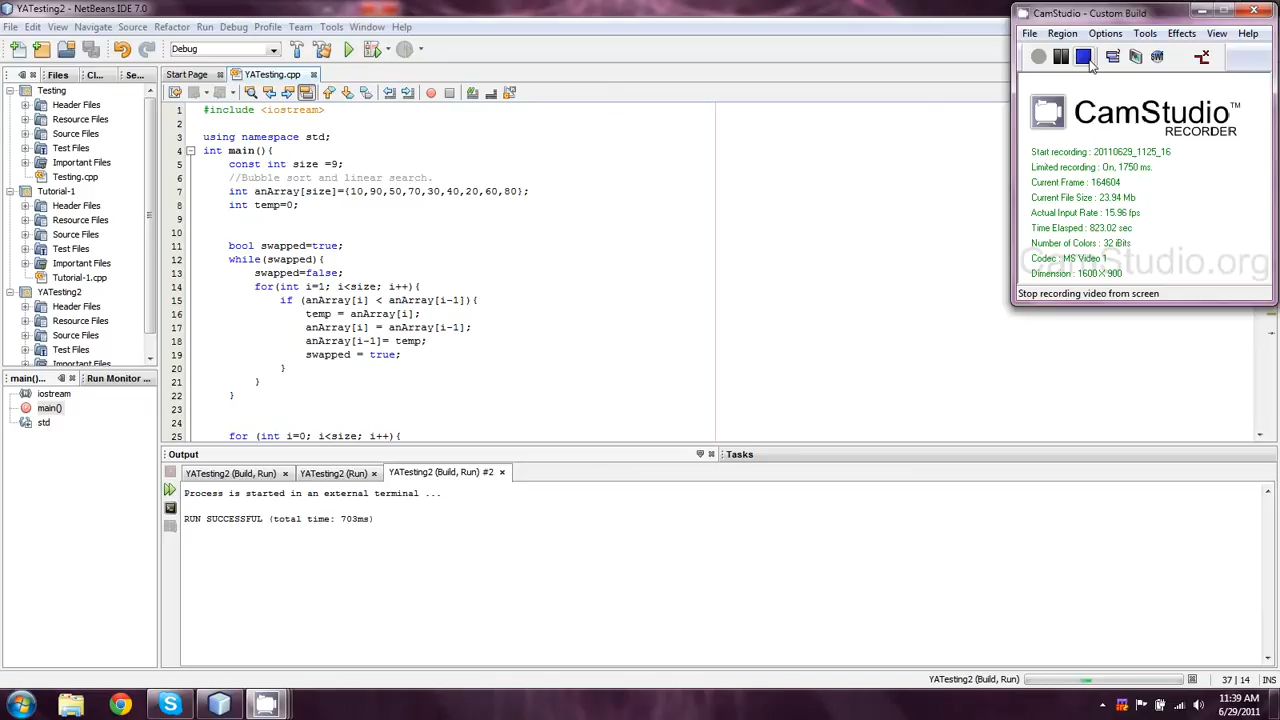 YATesting2 - NetBeans IDE 7.0
File Edit View Navigate Source Refactor Run Debug Profile Team Tools Window Help
Debug
Files Cl... Se...
Testing
Header Files
Resource Files
Source Files
Test Files
Important Files
Testing.cpp
Tutorial-1
Header Files
Resource Files
Source Files
Test Files
Important Files
Tutorial-1.cpp
YATesting2
Header Files
Resource Files
Source Files
Test Files
Important Files
main()... Run Monitor ...
iostream
main()
std
Start Page YATesting.cpp
1 #include <iostream>
2
3 using namespace std;
4 int main(){
5 const int size =9;
6 //Bubble sort and linear search.
7 int anArray[size]={10,90,50,70,30,40,20,60,80};
8 int temp=0;
9
10
11 bool swapped=true;
12 while(swapped){
13 swapped=false;
14 for(int i=1; i<size; i++){
15 if (anArray[i] < anArray[i-1]){
16 temp = anArray[i];
17 anArray[i] = anArray[i-1];
18 anArray[i-1]= temp;
19 swapped = true;
20 }
21 }
22 }
23
24
25 for (int i=0; i<size; i++){
Output
Tasks
YATesting2 (Build, Run) YATesting2 (Run) YATesting2 (Build, Run) #2
Process is started in an external terminal ...
RUN SUCCESSFUL (total time: 703ms)
YATesting2 (Build, Run) 37 | 14 INS
CamStudio - Custom Build
File Region Options Tools Effects View Help
SWF
CamStudio™
RECORDER
Start recording : 20110629_1125_16
Limited recording : On, 1750 ms.
Current Frame : 164604
Current File Size : 23.94 Mb
Actual Input Rate : 15.96 fps
Time Elasped : 823.02 sec
Number of Colors : 32 iBits
Codec : MS Video 1
Dimension : 1600 X 900
CamStudio.org
Stop recording video from screen
11:39 AM
6/29/2011